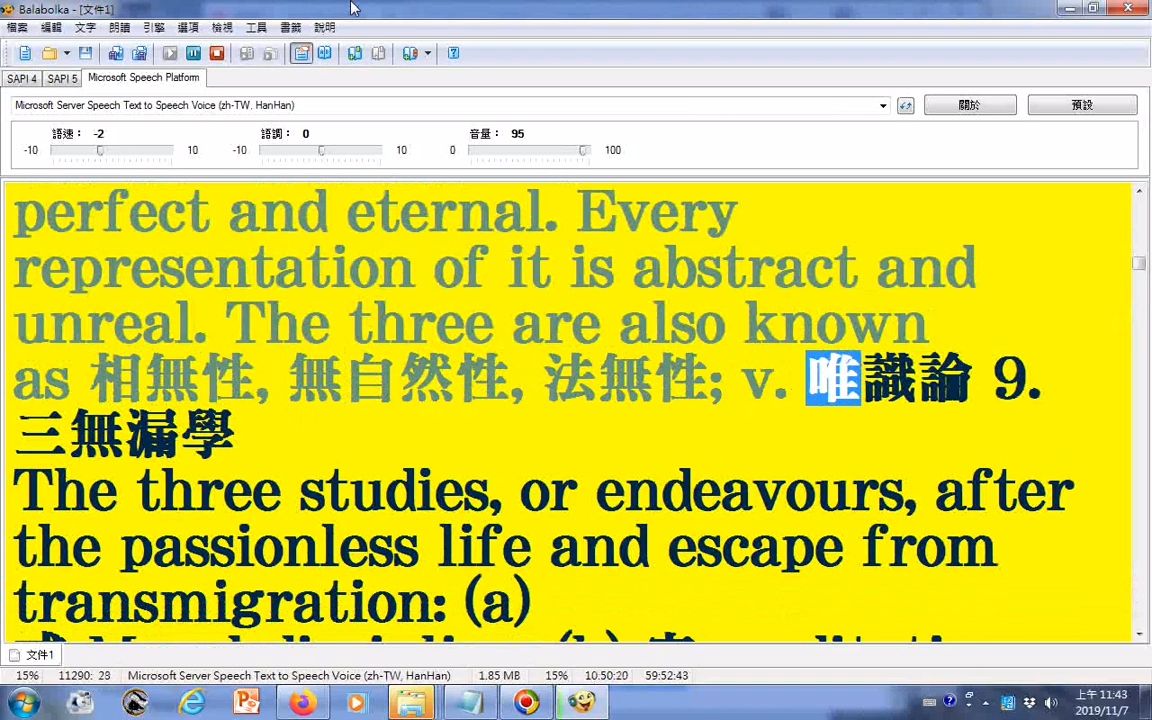 Balabolka - [文件1]
檔案 編輯 文字 朗讀 引擎 選項 檢視 工具 書籤 說明
SAPI 4 SAPI 5 Microsoft Speech Platform
Microsoft Server Speech Text to Speech Voice (zh-TW, HanHan) 關於 預設
語速： -2 語調： 0 音量： 95
-10 10 -10 10 0 100
perfect and eternal. Every
representation of it is abstract and
unreal. The three are also known
as 相無性, 無自然性, 法無性; v. 唯識論 9.
三無漏學
The three studies, or endeavours, after
the passionless life and escape from
transmigration: (a)
文件1
15% 11290: 23 Microsoft Server Speech Text to Speech Voice (zh-TW, HanHan) 1.85 MB 15% 10:50:20 59:52:43
上午 11:43
2019/11/7